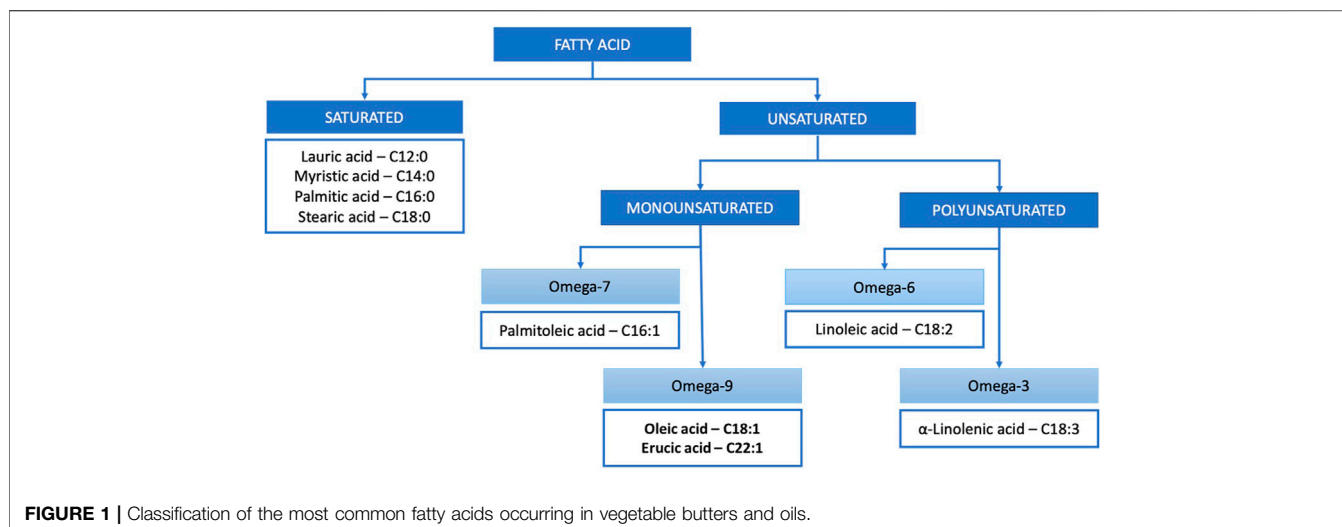 FATTY ACID
SATURATED
Lauric acid – C12:0
Myristic acid – C14:0
Palmitic acid – C16:0
Stearic acid – C18:0
UNSATURATED
MONOUNSATURATED
POLYUNSATURATED
Omega-7
Palmitoleic acid – C16:1
Omega-6
Linoleic acid – C18:2
Omega-9
Oleic acid – C18:1
Erucic acid – C22:1
Omega-3
α-Linolenic acid – C18:3
FIGURE 1 | Classification of the most common fatty acids occurring in vegetable butters and oils.